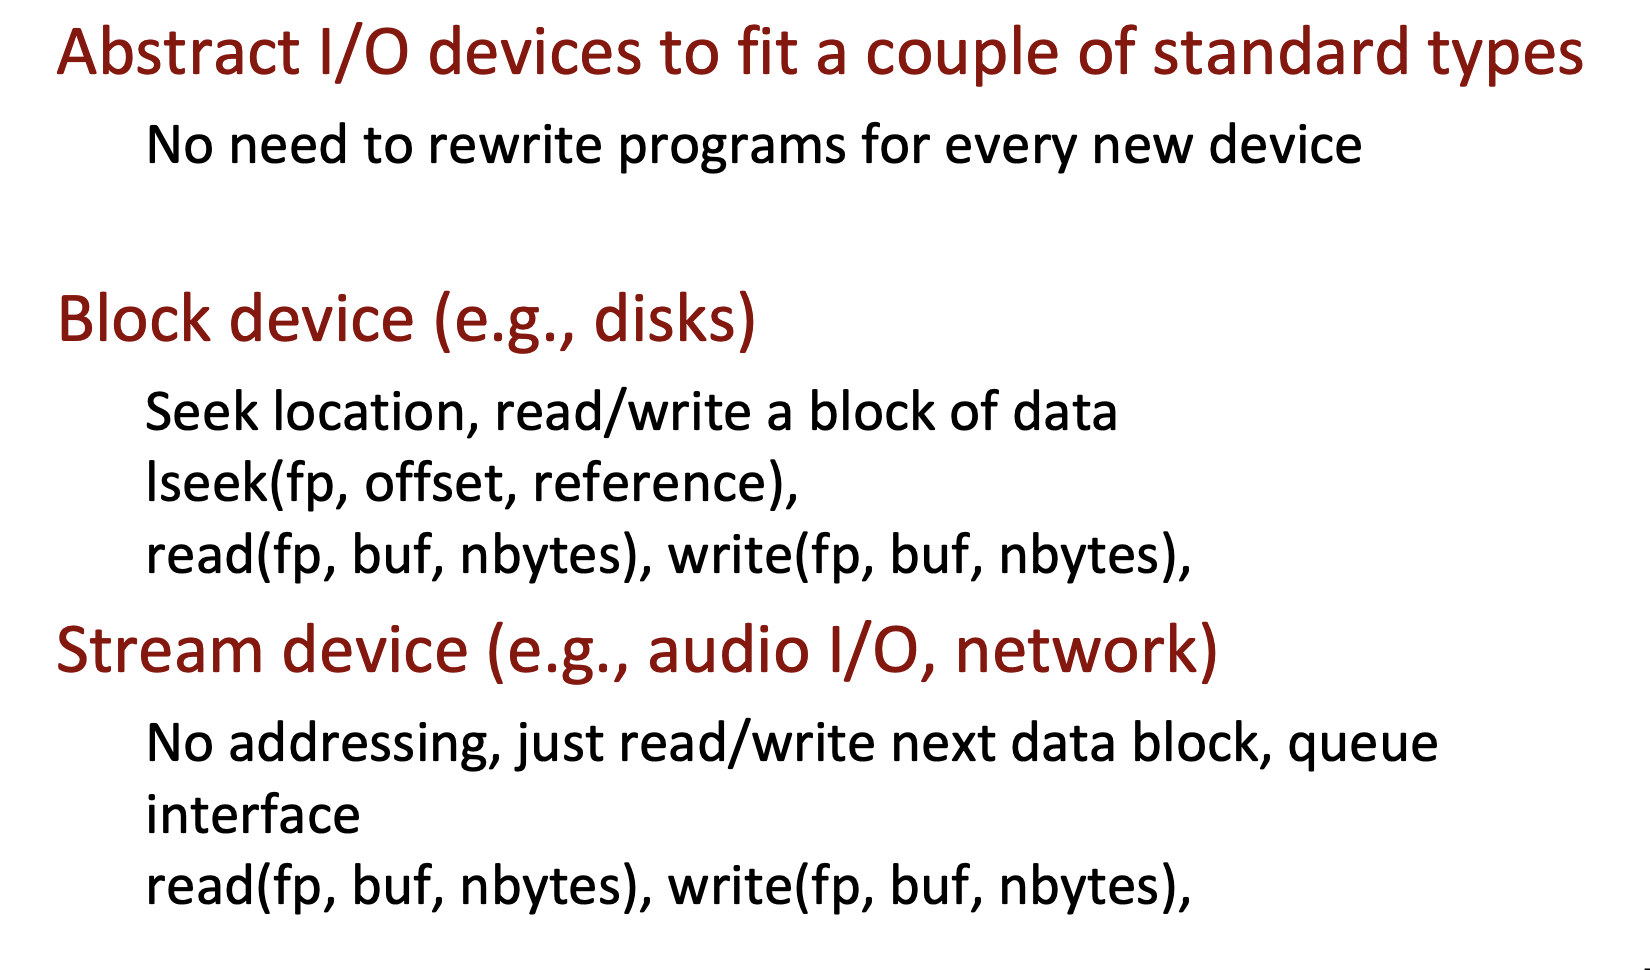 Abstract I/O devices to fit a couple of standard types
No need to rewrite programs for every new device
Block device (e.g., disks)
Seek location, read/write a block of data
lseek(fp, offset, reference),
read(fp, buf, nbytes), write(fp, buf, nbytes),
Stream device (e.g., audio I/O, network)
No addressing, just read/write next data block, queue
interface
read(fp, buf, nbytes), write(fp, buf, nbytes),